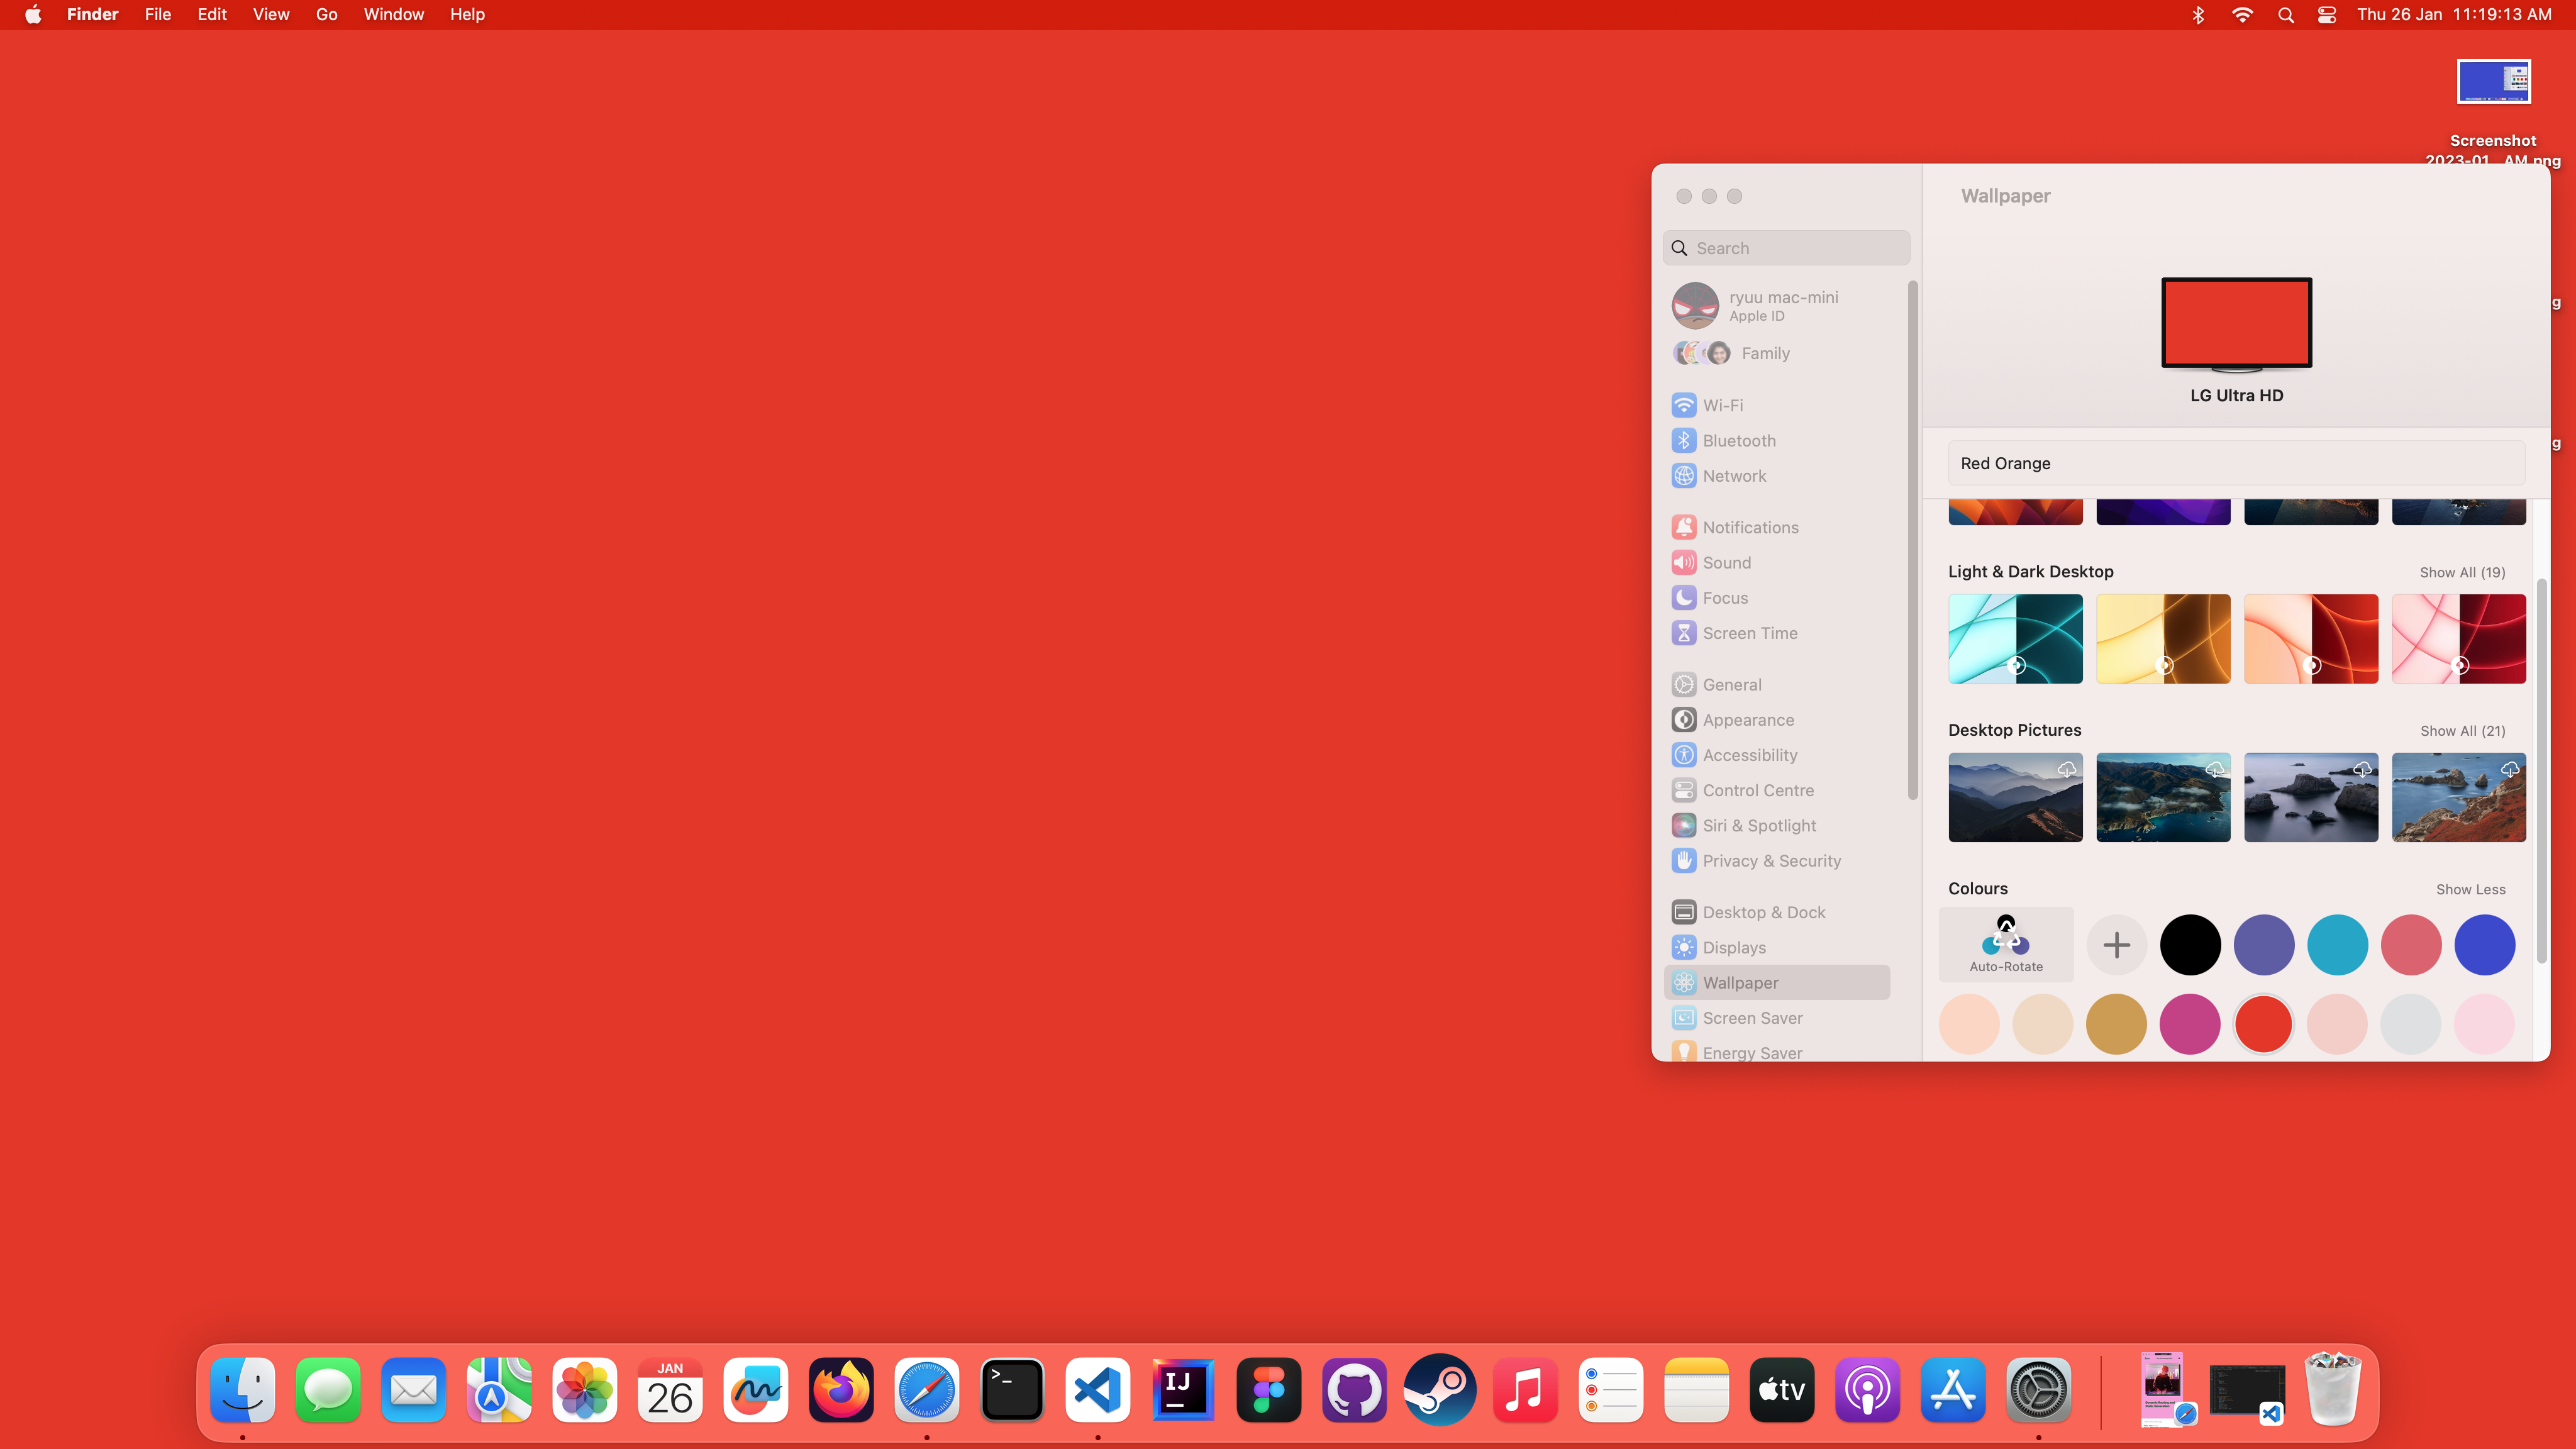 Finder File Edit View Go Window Help
Thu 26 Jan 11:19:13 AM
Screenshot
2023-01...AM.png
g
g
Wallpaper
Search
ryuu mac-mini
Apple ID
Family
Wi-Fi
Bluetooth
Network
Notifications
Sound
Focus
Screen Time
General
Appearance
Accessibility
Control Centre
Siri & Spotlight
Privacy & Security
Desktop & Dock
Displays
Wallpaper
Screen Saver
Energy Saver
LG Ultra HD
Red Orange
Light & Dark Desktop Show All (19)
Desktop Pictures Show All (21)
Colours Show Less
Auto-Rotate
JAN
26
>_
IJ
tv